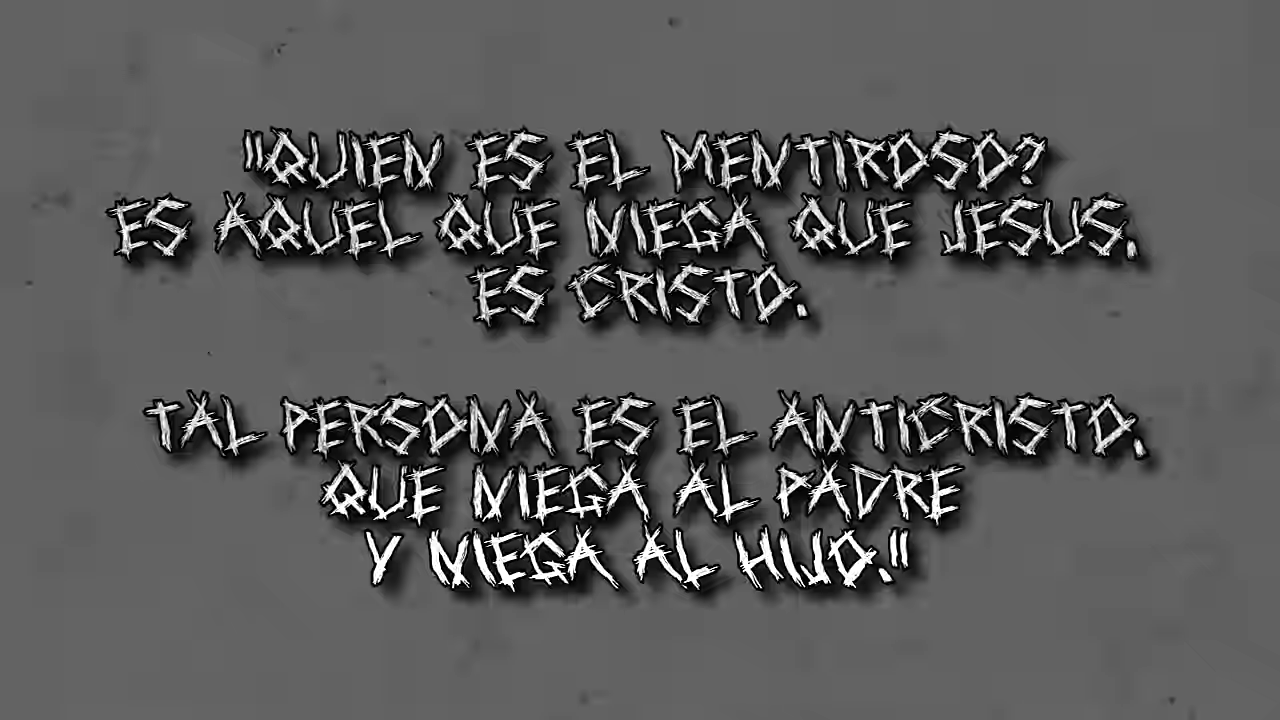 "QUIEN ES EL MENTIROSO?
ES AQUEL QUE NIEGA QUE JESUS,
ES CRISTO.
TAL PERSONA ES EL ANTICRISTO,
QUE NIEGA AL PADRE
Y NIEGA AL HIJO."